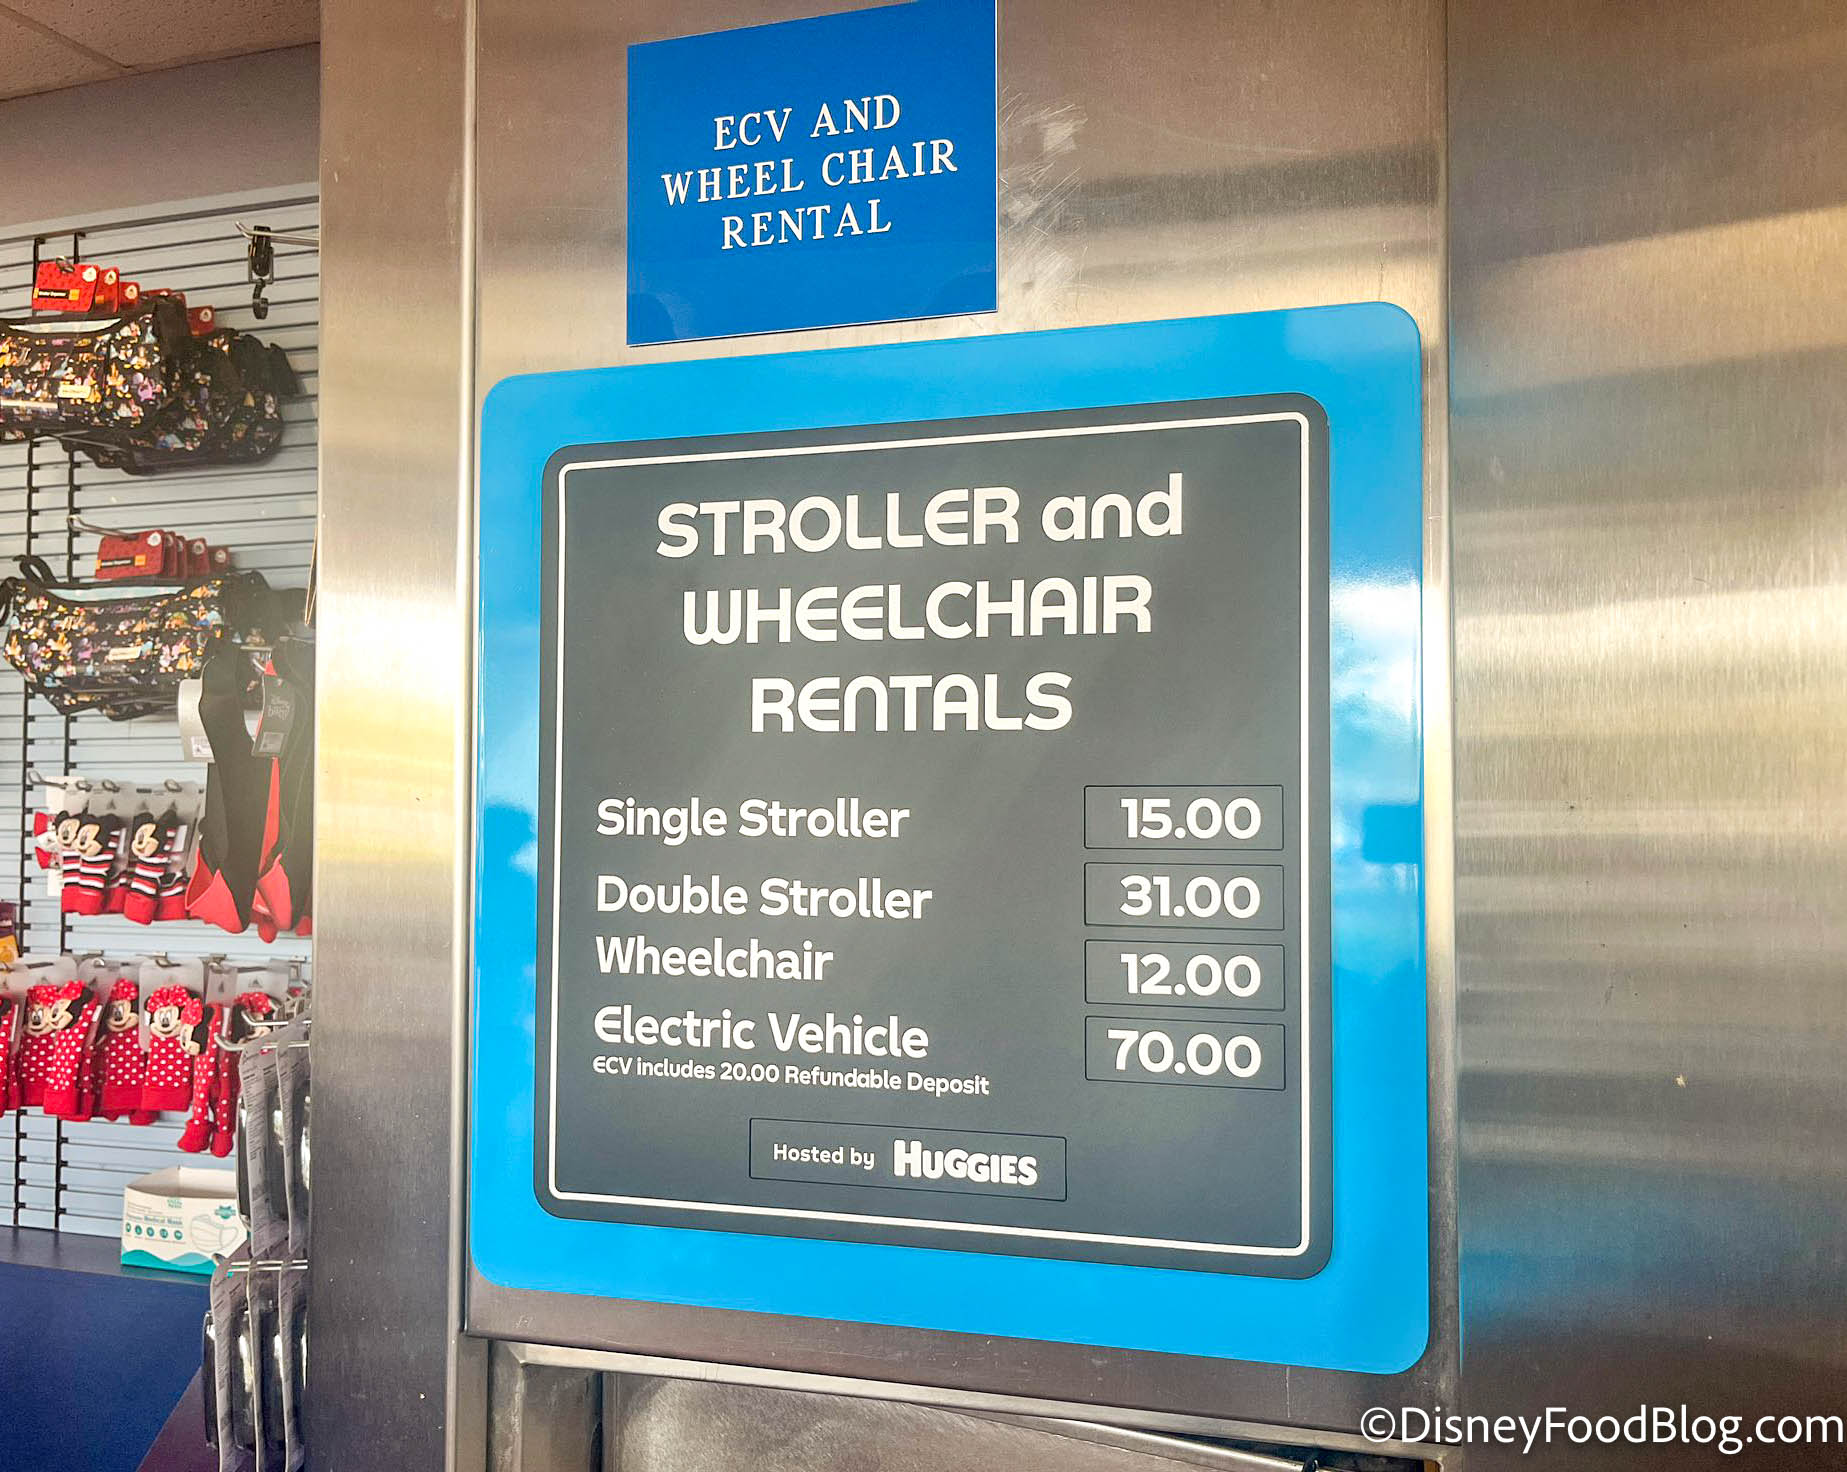 ECV AND
WHEEL CHAIR
RENTAL
STROLLER and
WHEELCHAIR
RENTALS
Single Stroller 15.00
Double Stroller 31.00
Wheelchair 12.00
Electric Vehicle 70.00
ECV includes 20.00 Refundable Deposit
Hosted by HUGGIES
©DisneyFoodBlog.com